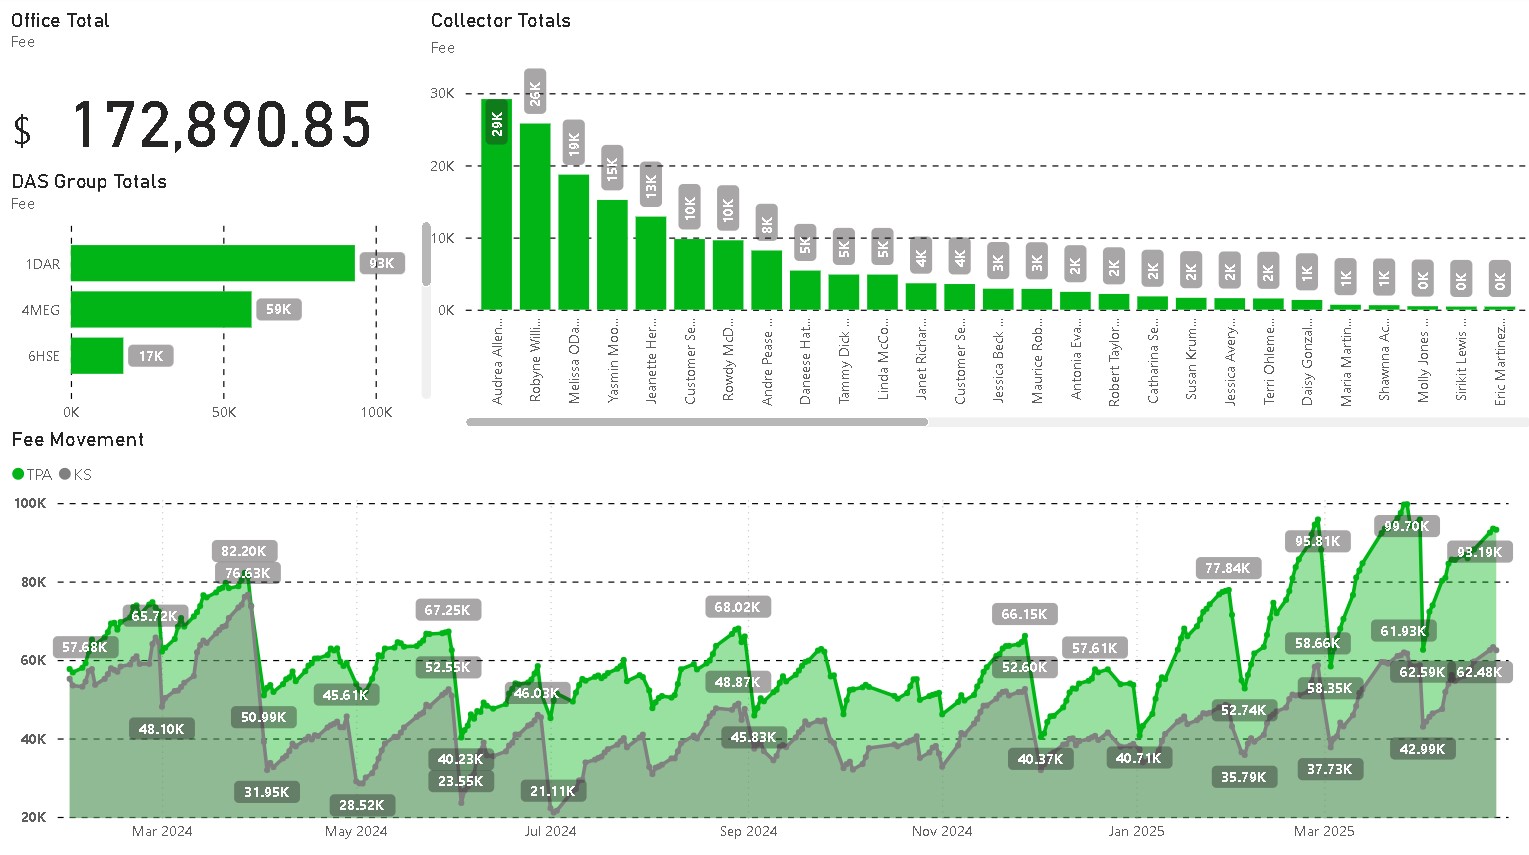 Office Total
Fee
$ 172,890.85
DAS Group Totals
Fee
1DAR
93K
4MEG
59K
6HSE
17K
0K
50K
100K
Collector Totals
Fee
30K
20K
10K
0K
29K
26K
19K
15K
13K
10K
10K
8K
5K
5K
5K
4K
4K
3K
3K
2K
2K
2K
2K
2K
2K
1K
1K
1K
0K
0K
0K
Audrea Allen...
Robyne Willi...
Melissa ODa...
Yasmin Moo...
Jeanette Her...
Customer Se...
Rowdy McD...
Andre Pease ...
Daneese Hat...
Tammy Dick ...
Linda McCo...
Janet Richar...
Customer Se...
Jessica Beck ...
Maurice Rob...
Antonia Eva...
Robert Taylor...
Catharina Se...
Susan Krum...
Jessica Avery...
Terri Ohleme...
Daisy Gonzal...
Maria Martin...
Shawnna Ac...
Molly Jones ...
Sirikit Lewis ...
Eric Martinez...
Fee Movement
TPA KS
100K
80K
60K
40K
20K
57.68K
65.72K
48.10K
82.20K
76.63K
50.99K
31.95K
45.61K
28.52K
67.25K
52.55K
40.23K
23.55K
46.03K
21.11K
68.02K
48.87K
45.83K
66.15K
52.60K
40.37K
57.61K
40.71K
77.84K
52.74K
35.79K
95.81K
58.66K
58.35K
37.73K
99.70K
61.93K
62.59K
42.99K
93.19K
62.48K
Mar 2024
May 2024
Jul 2024
Sep 2024
Nov 2024
Jan 2025
Mar 2025